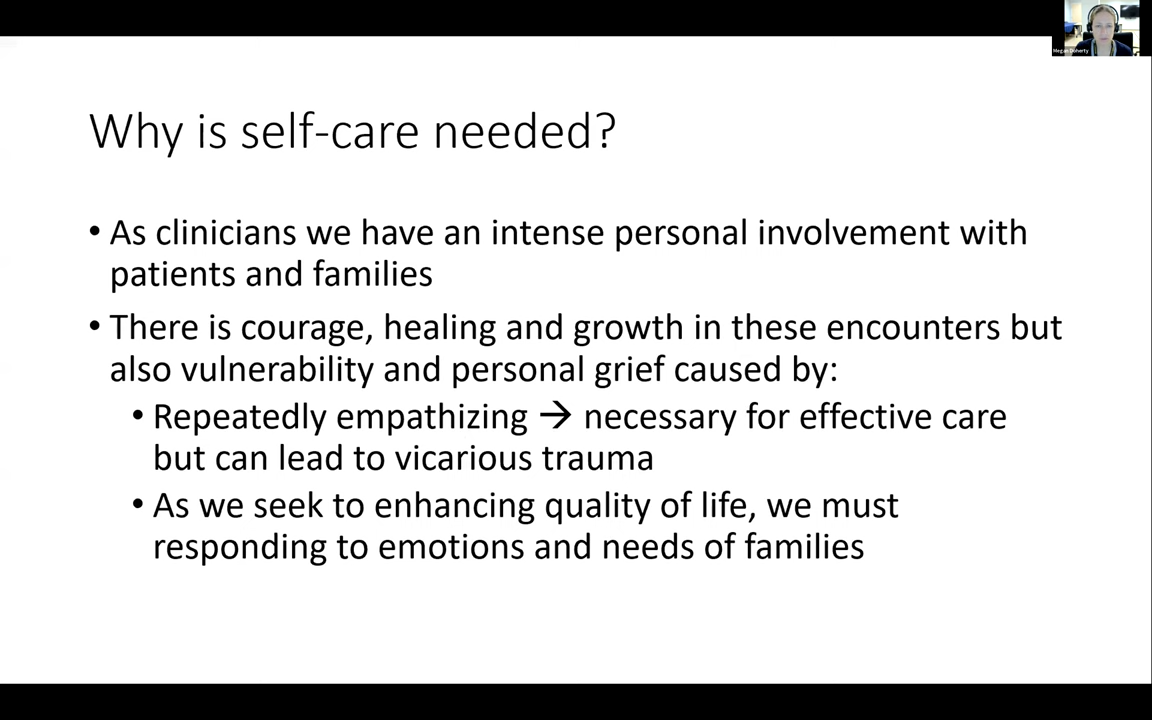 Megan Doherty
Why is self-care needed?
• As clinicians we have an intense personal involvement with
patients and families
• There is courage, healing and growth in these encounters but
also vulnerability and personal grief caused by:
• Repeatedly empathizing → necessary for effective care
but can lead to vicarious trauma
• As we seek to enhancing quality of life, we must
responding to emotions and needs of families